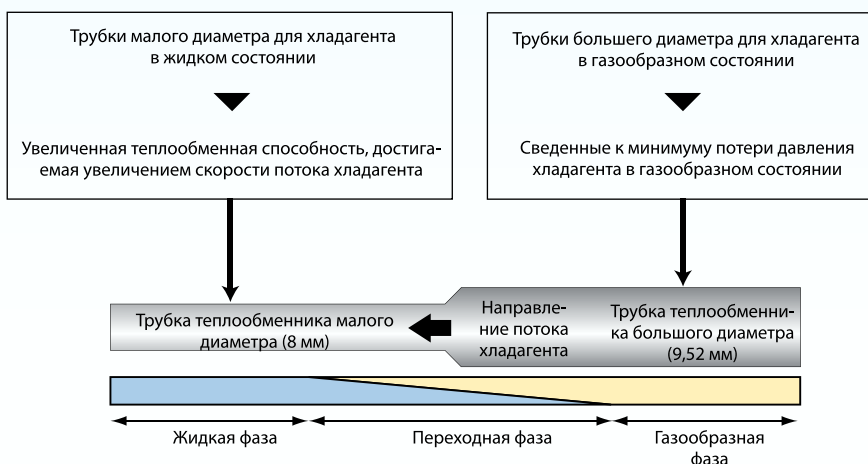 Трубки малого диаметра для хладагента
в жидком состоянии
Увеличенная теплообменная способность, достига-
емая увеличением скорости потока хладагента
Трубки большего диаметра для хладагента
в газообразном состоянии
Сведенные к минимуму потери давления
хладагента в газообразном состоянии
Трубка теплообменника малого
диаметра (8 мм)
Направле-
ние потока
хладагента
Трубка теплообменни-
ка большого диаметра
(9,52 мм)
Жидкая фаза
Переходная фаза
Газообразная
фаза